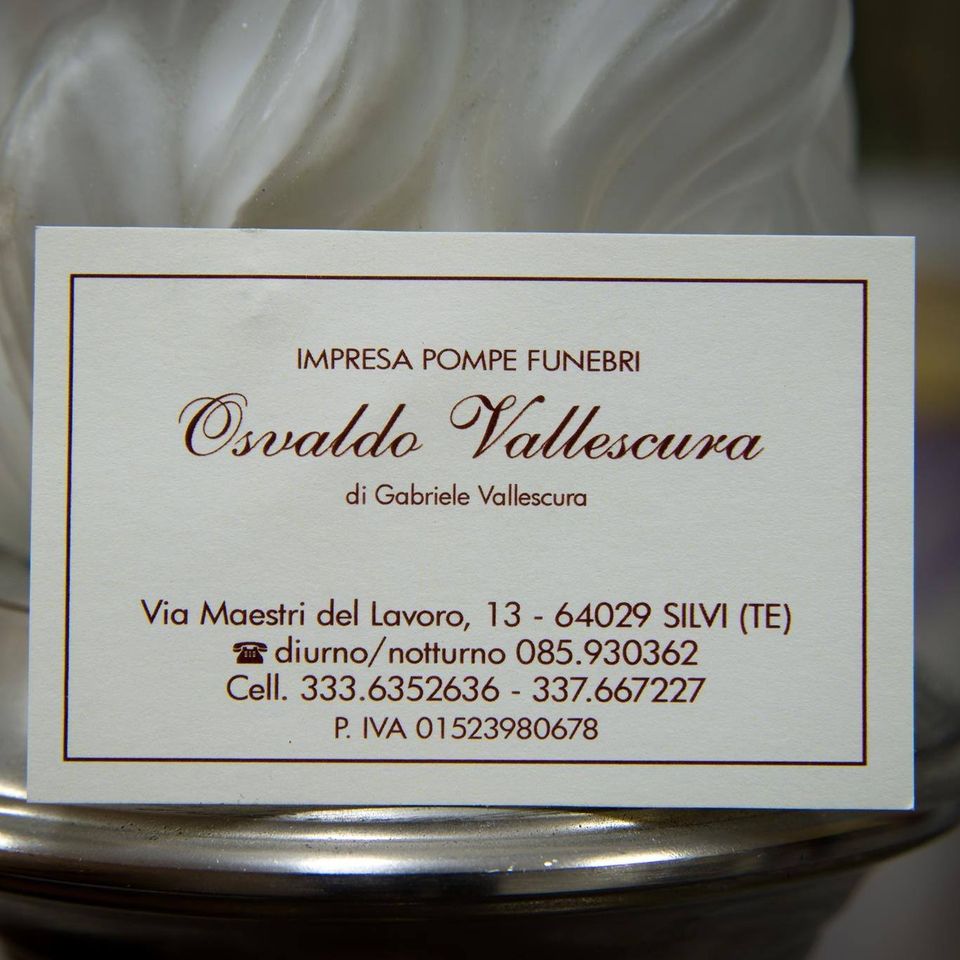 IMPRESA POMPE FUNEBRI
Osvaldo Vallescura
di Gabriele Vallescura
Via Maestri del Lavoro, 13 - 64029 SILVI (TE)
☎ diurno/notturno 085.930362
Cell. 333.6352636 - 337.667227
P. IVA 01523980678